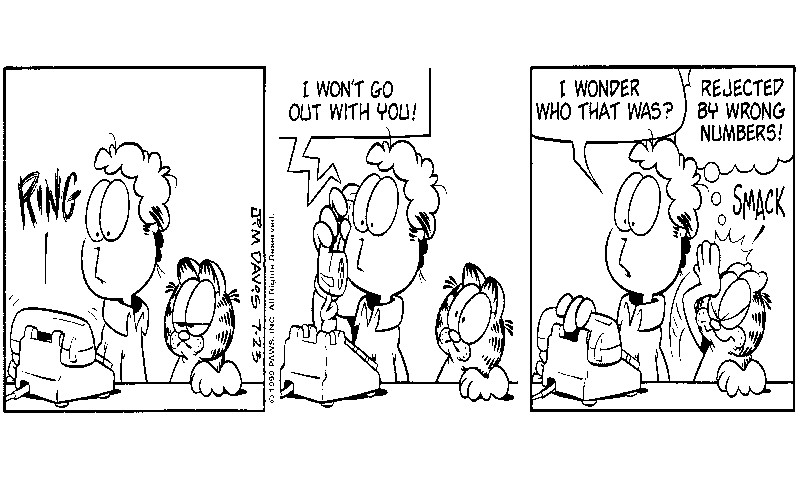 RING
JIM DAVIS 7-23
© 1990 PAWS, INC. All Rights Reserved.
I WON'T GO
OUT WITH YOU!
I WONDER
WHO THAT WAS?
REJECTED
BY WRONG
NUMBERS!
SMACK